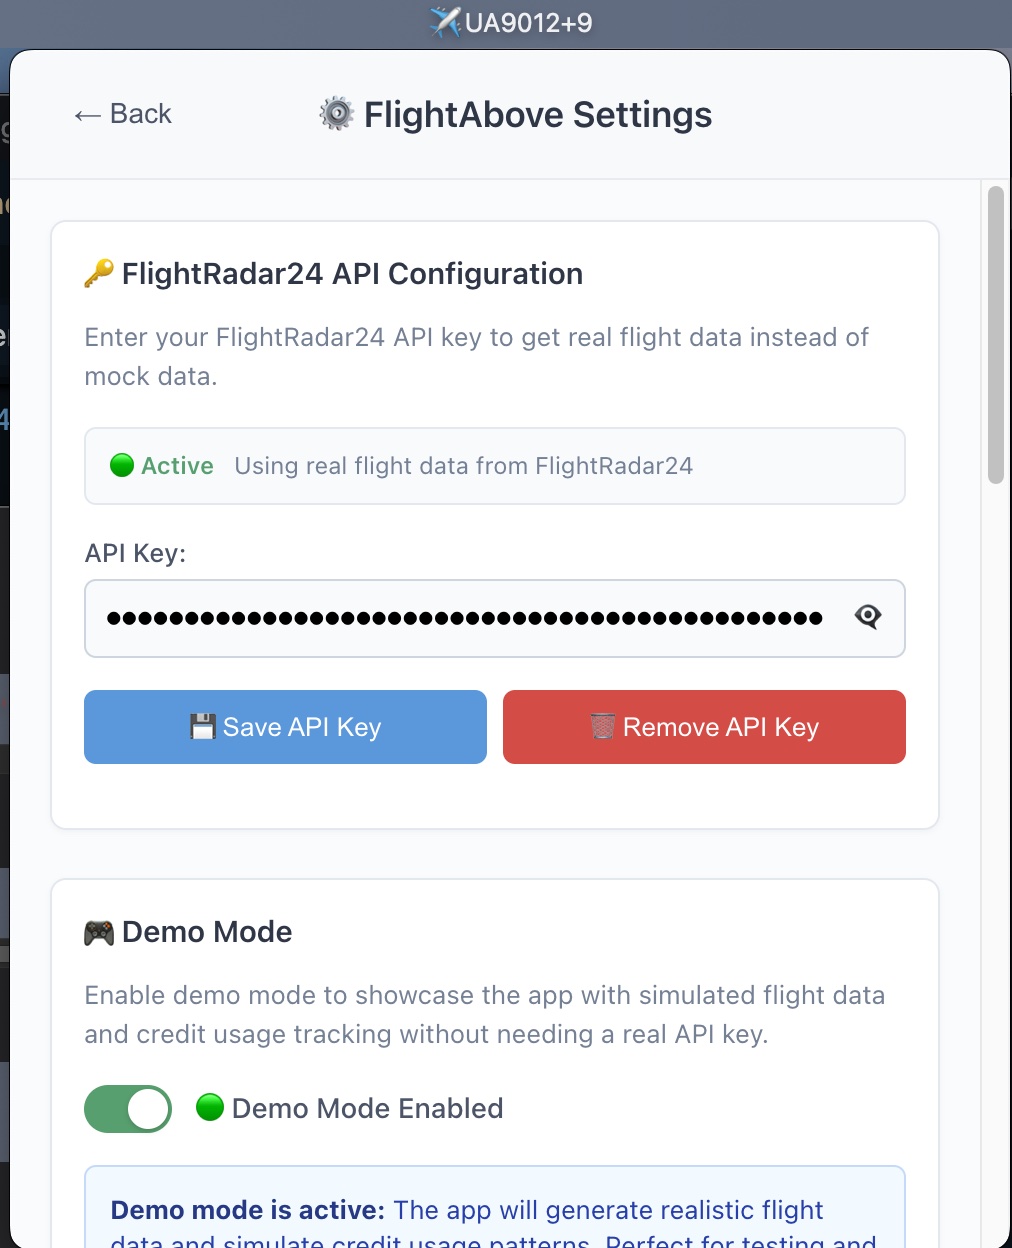 ✈️UA9012+9
← Back
⚙️ FlightAbove Settings
🔑 FlightRadar24 API Configuration
Enter your FlightRadar24 API key to get real flight data instead of
mock data.
🟢 Active Using real flight data from FlightRadar24
API Key:
••••••••••••••••••••••••••••••••••••••••••••••
💾 Save API Key
🗑️ Remove API Key
🎮 Demo Mode
Enable demo mode to showcase the app with simulated flight data
and credit usage tracking without needing a real API key.
🟢 Demo Mode Enabled
Demo mode is active: The app will generate realistic flight
data and simulate credit usage patterns. Perfect for testing and